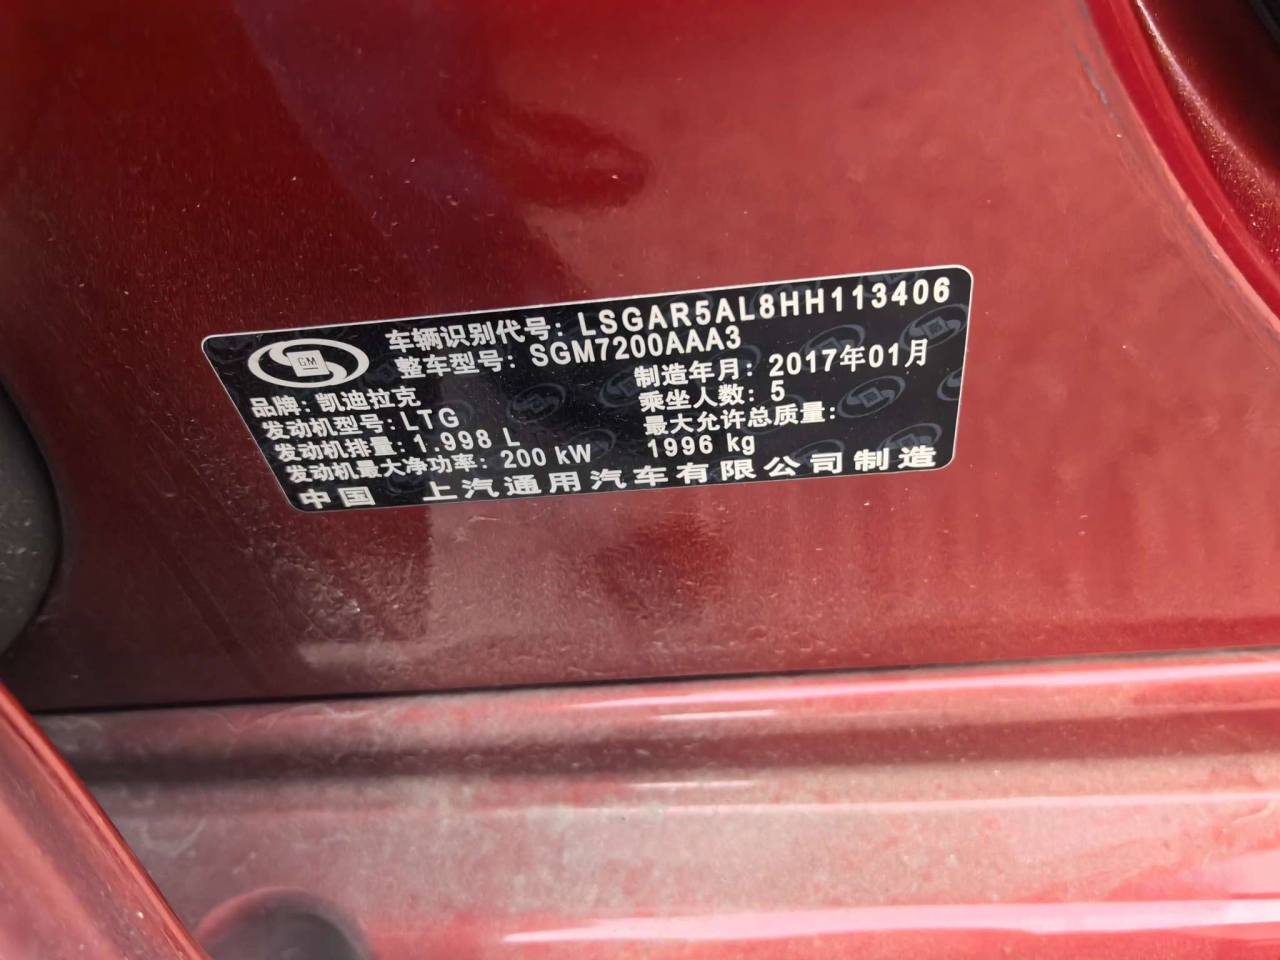 车辆识别代号: LSGAR5AL8HH113406
整车型号: SGM7200AAA3
GM
品牌: 凯迪拉克
制造年月: 2017年01月
发动机型号: LTG
乘坐人数: 5
发动机排量: 1.998 L
最大允许总质量:
1996 kg
发动机最大净功率: 200 kW
中国 上汽通用汽车有限公司制造